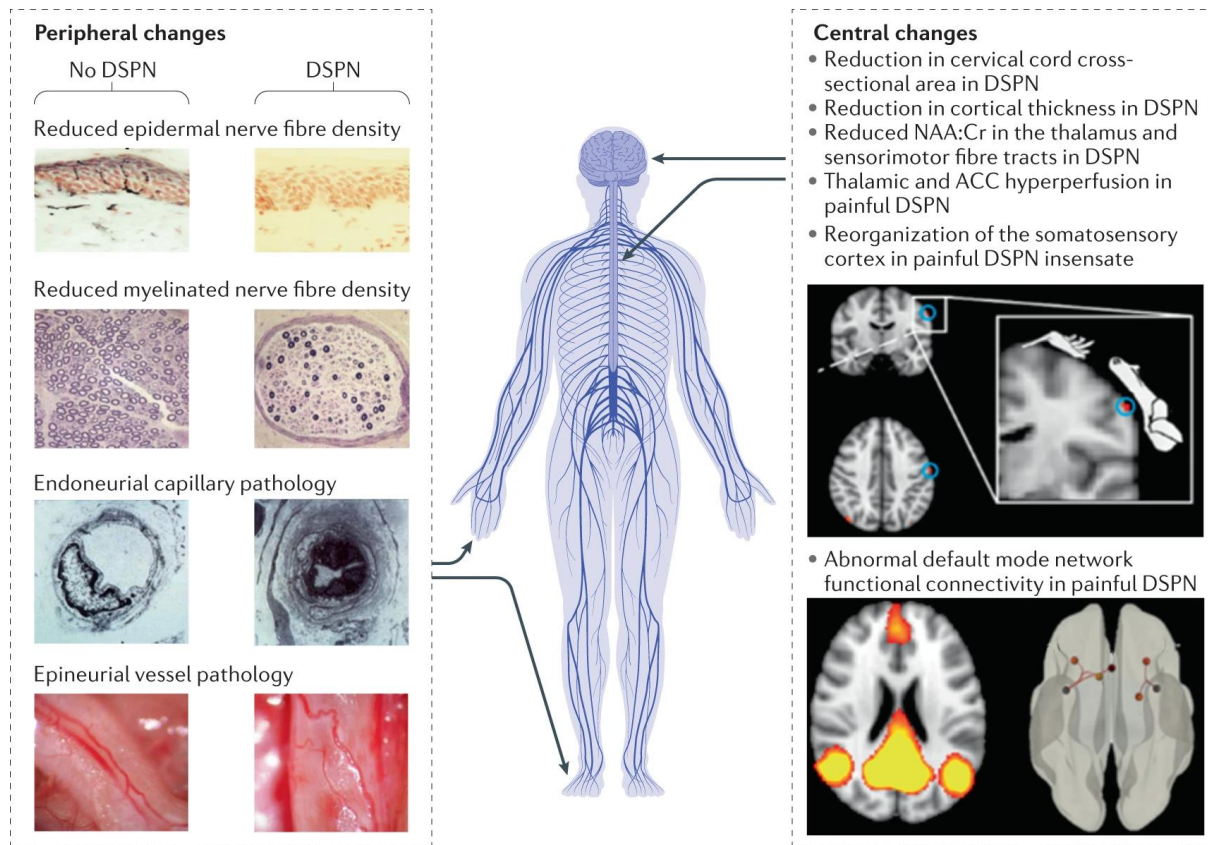 Peripheral changes
No DSPN
DSPN
Reduced epidermal nerve fibre density
Reduced myelinated nerve fibre density
Endoneurial capillary pathology
Epineurial vessel pathology
Central changes
• Reduction in cervical cord cross-
sectional area in DSPN
• Reduction in cortical thickness in DSPN
• Reduced NAA:Cr in the thalamus and
sensorimotor fibre tracts in DSPN
• Thalamic and ACC hyperperfusion in
painful DSPN
• Reorganization of the somatosensory
cortex in painful DSPN insensate
• Abnormal default mode network
functional connectivity in painful DSPN